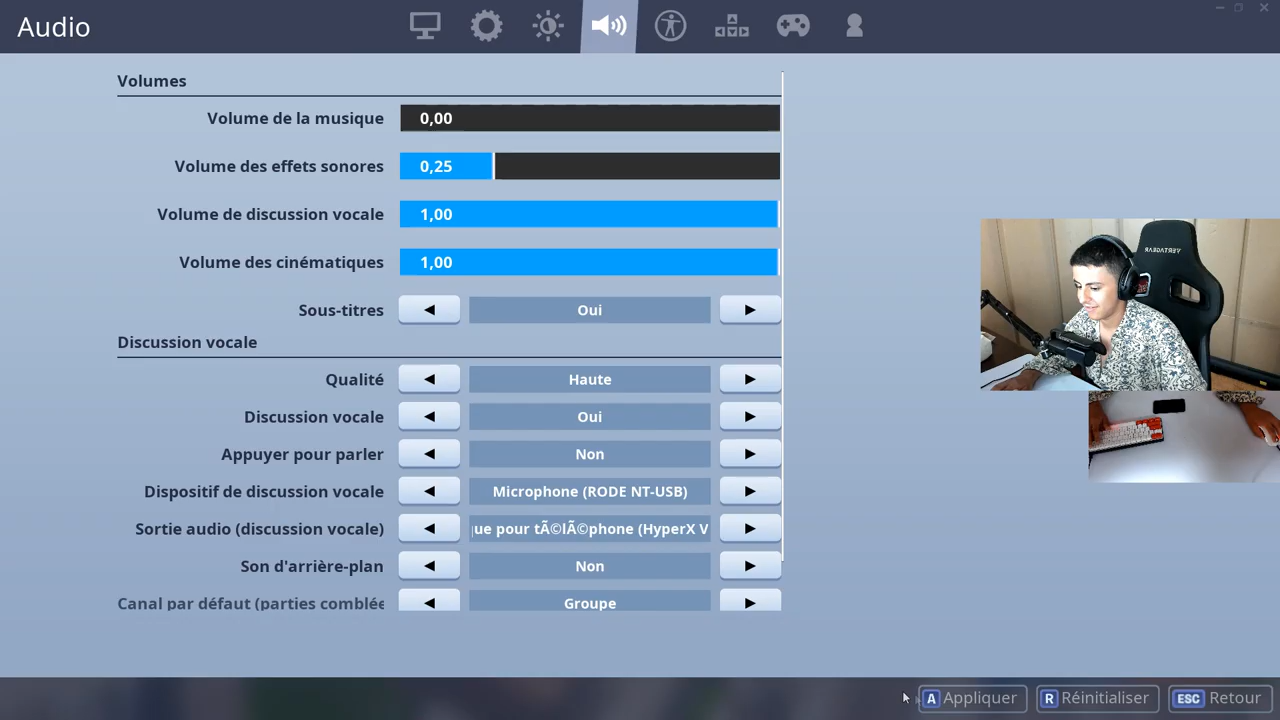 Audio
Volumes
Volume de la musique 0,00
Volume des effets sonores 0,25
Volume de discussion vocale 1,00
Volume des cinématiques 1,00
Sous-titres Oui
Discussion vocale
Qualité Haute
Discussion vocale Oui
Appuyer pour parler Non
Dispositif de discussion vocale Microphone (RODE NT-USB)
Sortie audio (discussion vocale) ue pour tÃ©lÃ©phone (HyperX V
Son d'arrière-plan Non
Canal par défaut (parties comblée Groupe
VERTAGEAR
A Appliquer R Réinitialiser ESC Retour